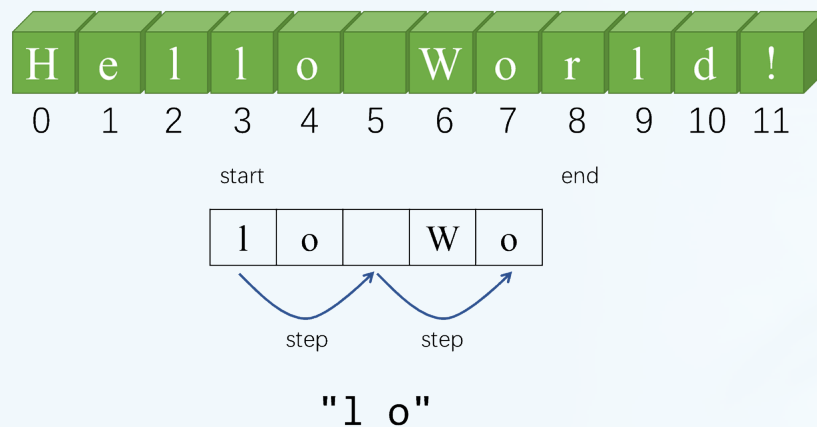 H e l l o W o r l d !
0 1 2 3 4 5 6 7 8 9 10 11
start end
l o W o
step step
"l o"